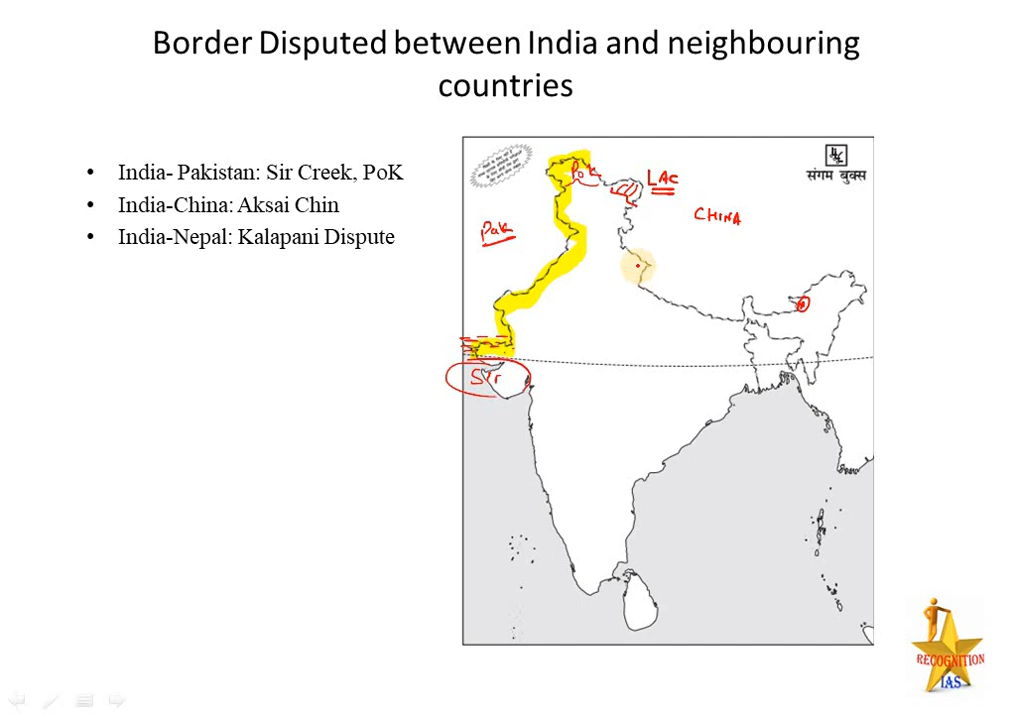 Border Disputed between India and neighbouring
countries
• India- Pakistan: Sir Creek, PoK
• India-China: Aksai Chin
• India-Nepal: Kalapani Dispute
संगम बुक्स
PoK
LAC
CHINA
Pak
Sir
RECOGNITION
IAS